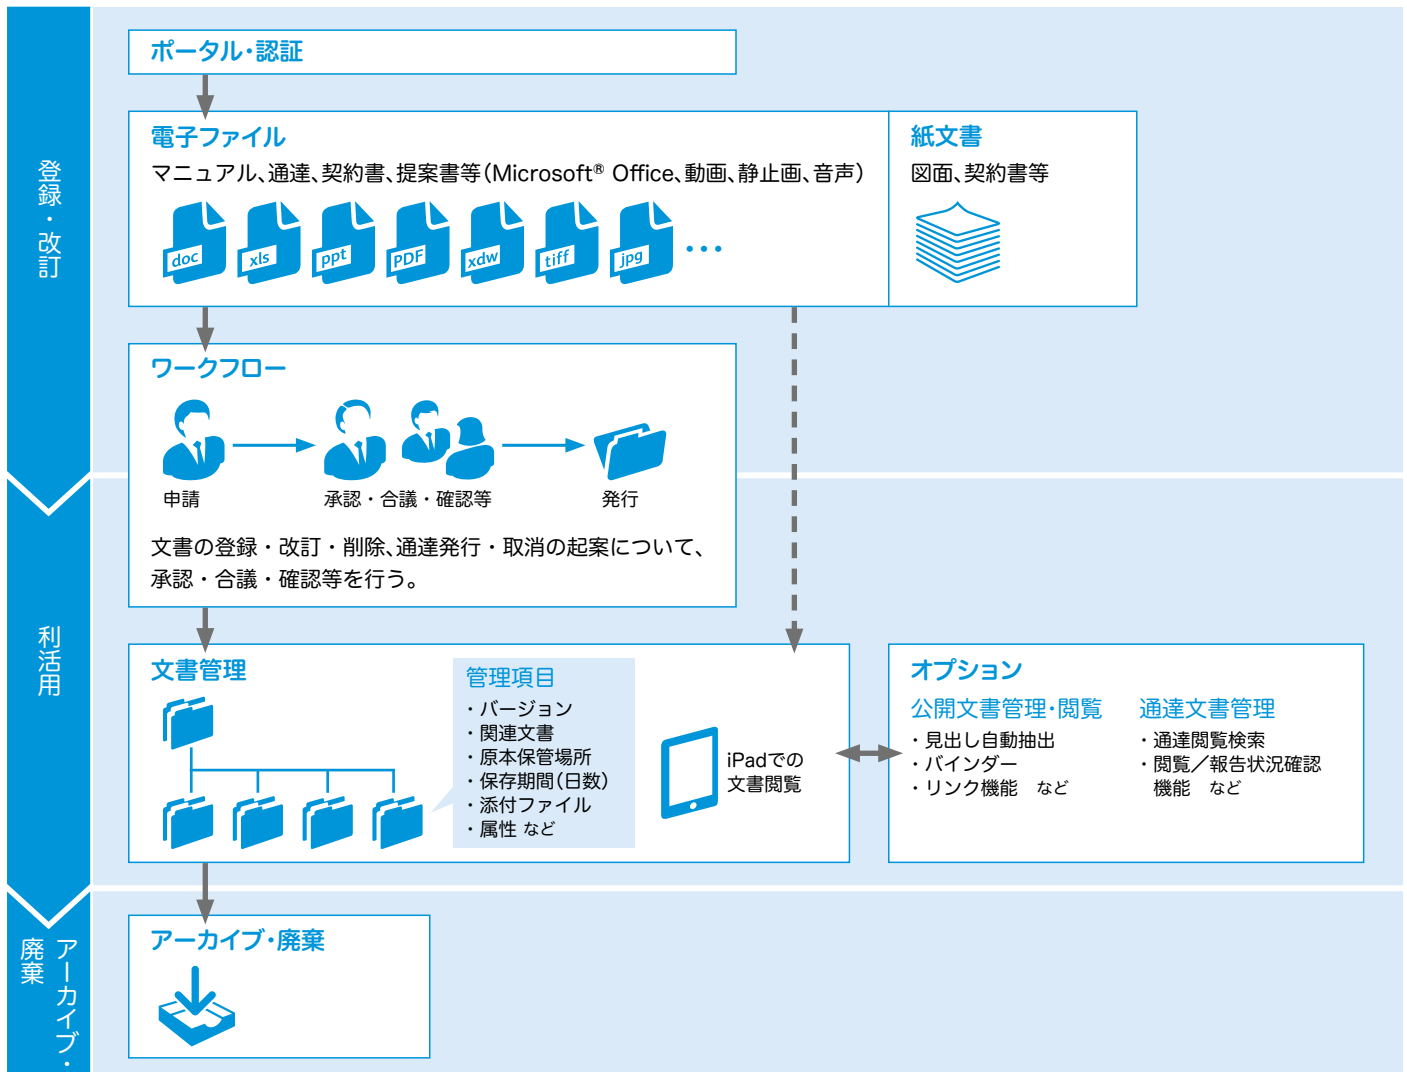 登録・改訂
ポータル・認証
電子ファイル
マニュアル、通達、契約書、提案書等(Microsoft® Office、動画、静止画、音声)
doc
xls
ppt
PDF
xdw
tiff
jpg
・・・
紙文書
図面、契約書等
ワークフロー
申請
承認・合議・確認等
発行
文書の登録・改訂・削除、通達発行・取消の起案について、
承認・合議・確認等を行う。
利活用
文書管理
管理項目
・バージョン
・関連文書
・原本保管場所
・保存期間(日数)
・添付ファイル
・属性 など
iPadでの
文書閲覧
オプション
公開文書管理・閲覧
・見出し自動抽出
・バインダー
・リンク機能 など
通達文書管理
・通達閲覧検索
・閲覧／報告状況確認
機能 など
アーカイブ・
廃棄
アーカイブ・廃棄